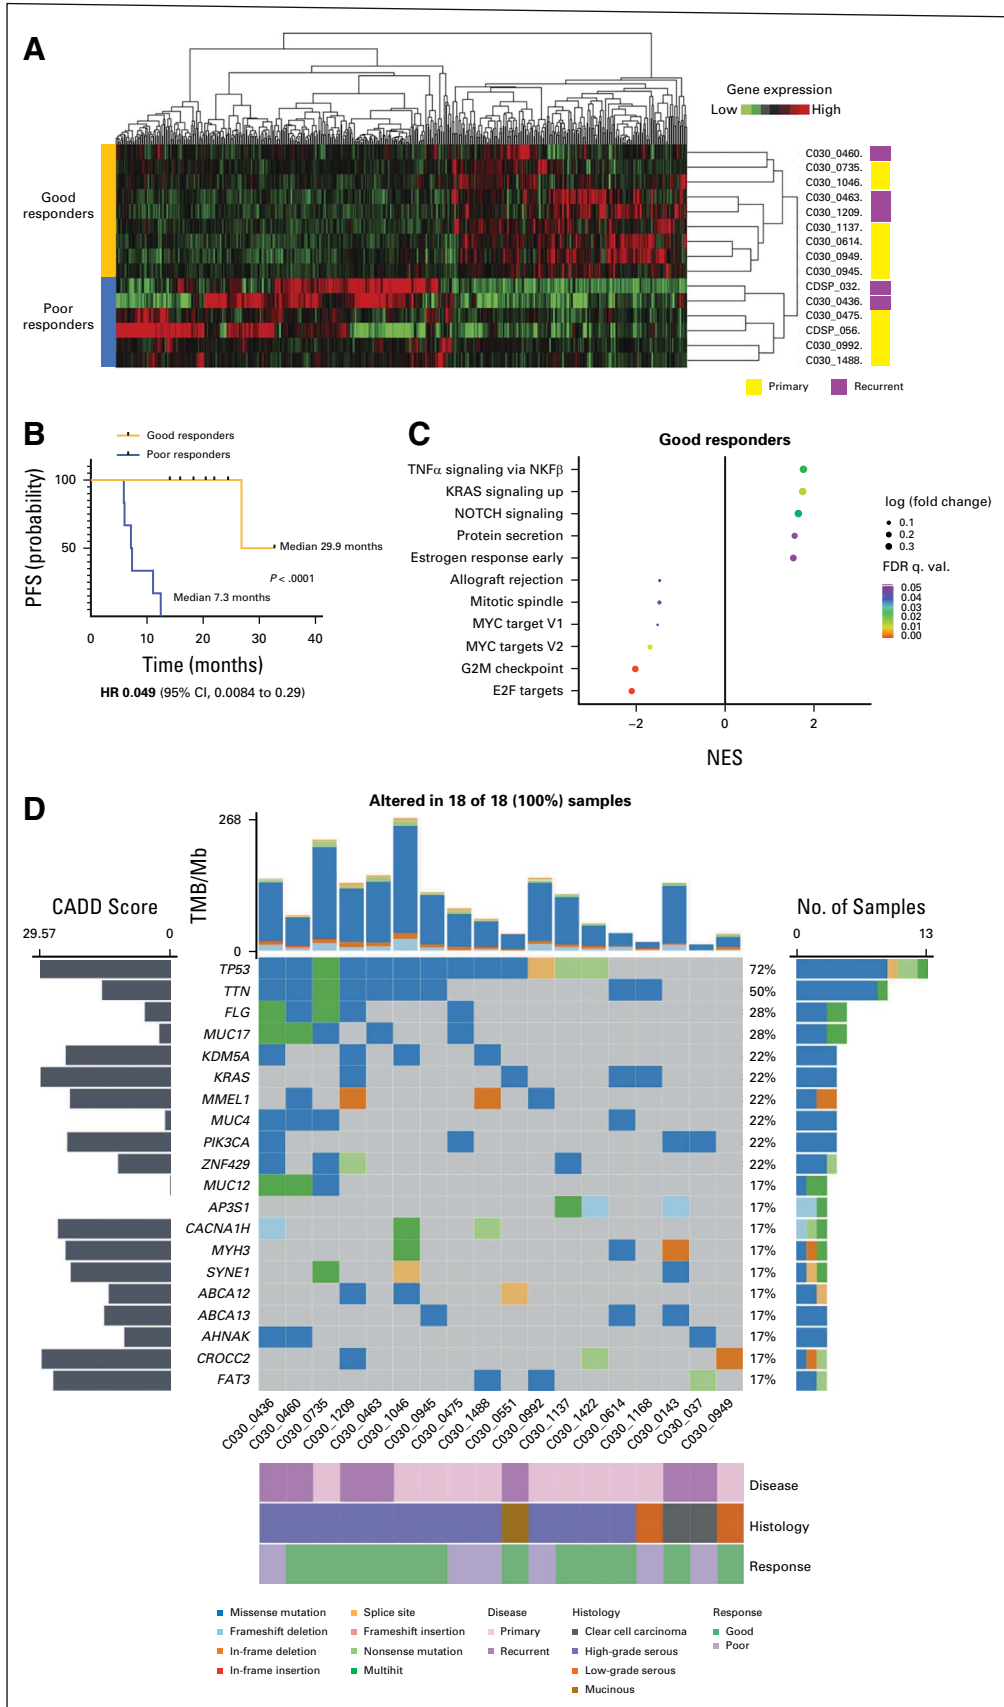 A
Gene expression
Low High
Good
responders
Poor
responders
C030_0460.
C030_0735.
C030_1046.
C030_0463.
C030_1209.
C030_1137.
C030_0614.
C030_0949.
C030_0945.
CDSP_032.
C030_0436.
C030_0475.
CDSP_056.
C030_0992.
C030_1488.
Primary Recurrent
B
Good responders
Poor responders
PFS (probability)
100
50
Median 29.9 months
P < .0001
Median 7.3 months
0 10 20 30 40
Time (months)
HR 0.049 (95% CI, 0.0084 to 0.29)
C
Good responders
TNFα signaling via NKFβ
KRAS signaling up
NOTCH signaling
Protein secretion
Estrogen response early
Allograft rejection
Mitotic spindle
MYC target V1
MYC targets V2
G2M checkpoint
E2F targets
−2 0 2
NES
log (fold change)
0.1
0.2
0.3
FDR q. val.
0.05
0.04
0.03
0.02
0.01
0.00
D
Altered in 18 of 18 (100%) samples
268
0
TMB/Mb
CADD Score
29.57 0
No. of Samples
0 13
TP53 72%
TTN 50%
FLG 28%
MUC17 28%
KDM5A 22%
KRAS 22%
MMEL1 22%
MUC4 22%
PIK3CA 22%
ZNF429 22%
MUC12 17%
AP3S1 17%
CACNA1H 17%
MYH3 17%
SYNE1 17%
ABCA12 17%
ABCA13 17%
AHNAK 17%
CROCC2 17%
FAT3 17%
C030_0436
C030_0460
C030_0735
C030_1209
C030_0463
C030_1046
C030_0945
C030_0475
C030_1488
C030_0551
C030_0992
C030_1137
C030_1422
C030_0614
C030_1168
C030_0143
C030_037
C030_0949
Disease
Histology
Response
Missense mutation
Frameshift deletion
In-frame deletion
In-frame insertion
Splice site
Frameshift insertion
Nonsense mutation
Multihit
Disease
Primary
Recurrent
Histology
Clear cell carcinoma
High-grade serous
Low-grade serous
Mucinous
Response
Good
Poor